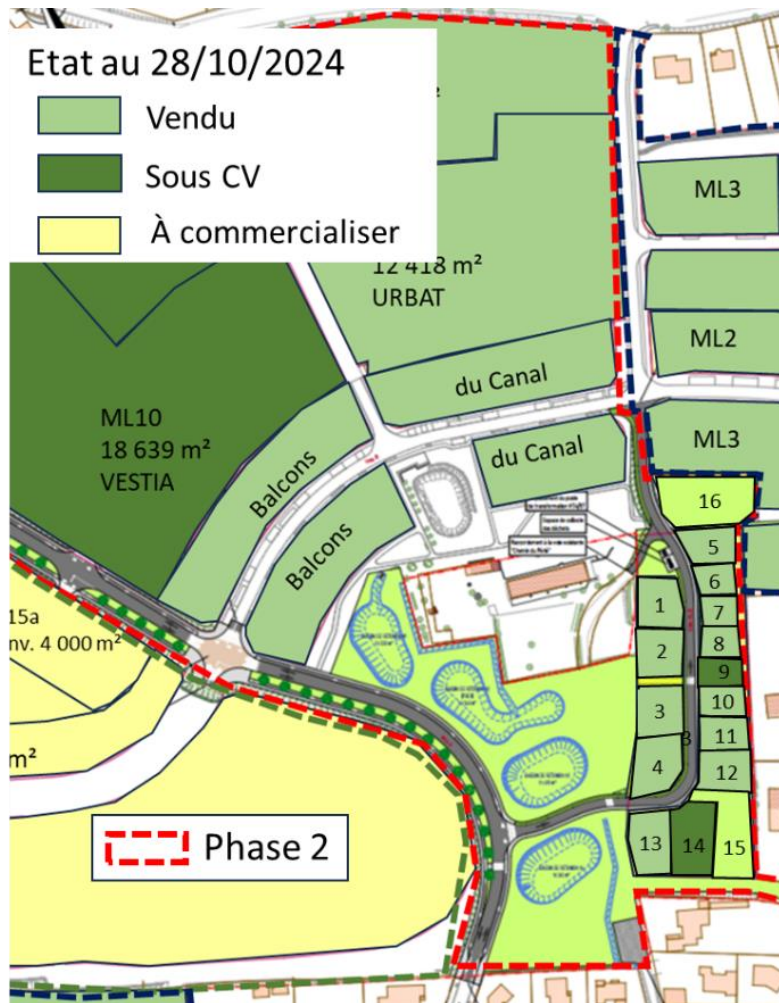 Etat au 28/10/2024
Vendu
Sous CV
À commercialiser
12 418 m²
URBAT
ML3
ML2
ML3
du Canal
du Canal
Balcons
Balcons
ML10
18 639 m²
VESTIA
16
5
6
7
8
9
10
11
12
1
2
3
3
4
13
14
15
15a
nv. 4 000 m²
m²
Phase 2